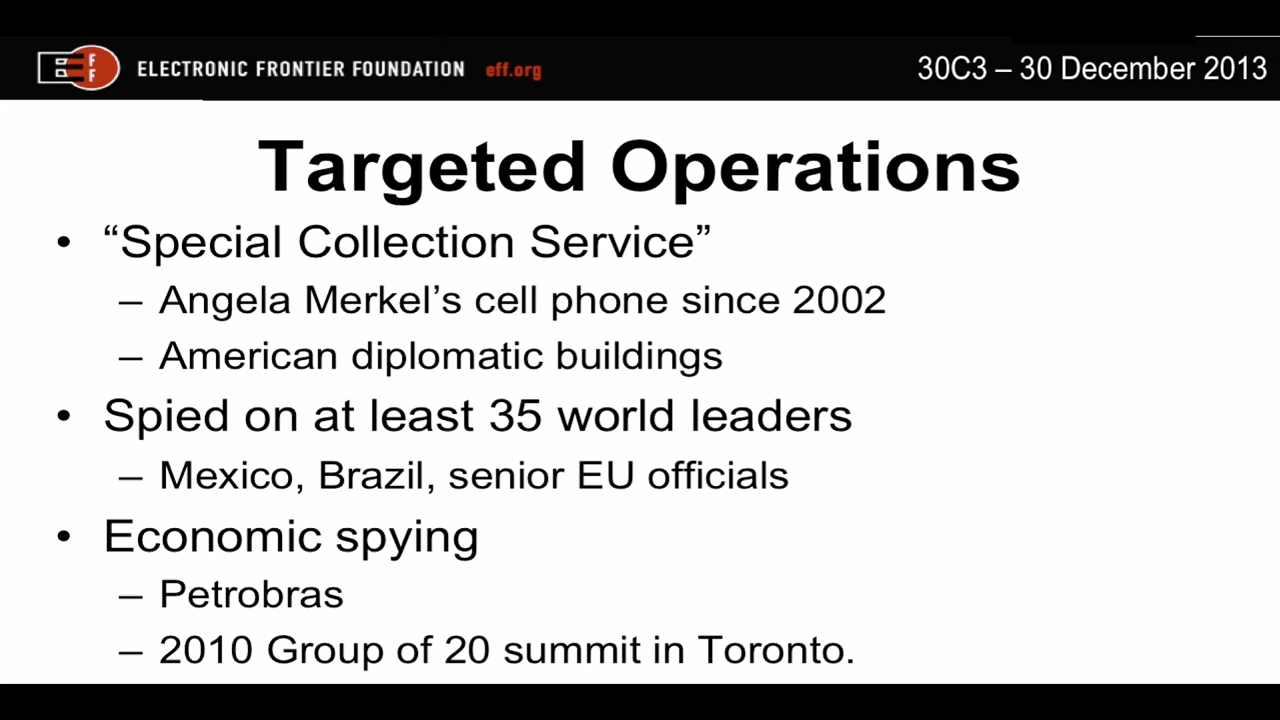 EFF ELECTRONIC FRONTIER FOUNDATION eff.org 30C3 – 30 December 2013
Targeted Operations
• “Special Collection Service”
– Angela Merkel’s cell phone since 2002
– American diplomatic buildings
• Spied on at least 35 world leaders
– Mexico, Brazil, senior EU officials
• Economic spying
– Petrobras
– 2010 Group of 20 summit in Toronto.